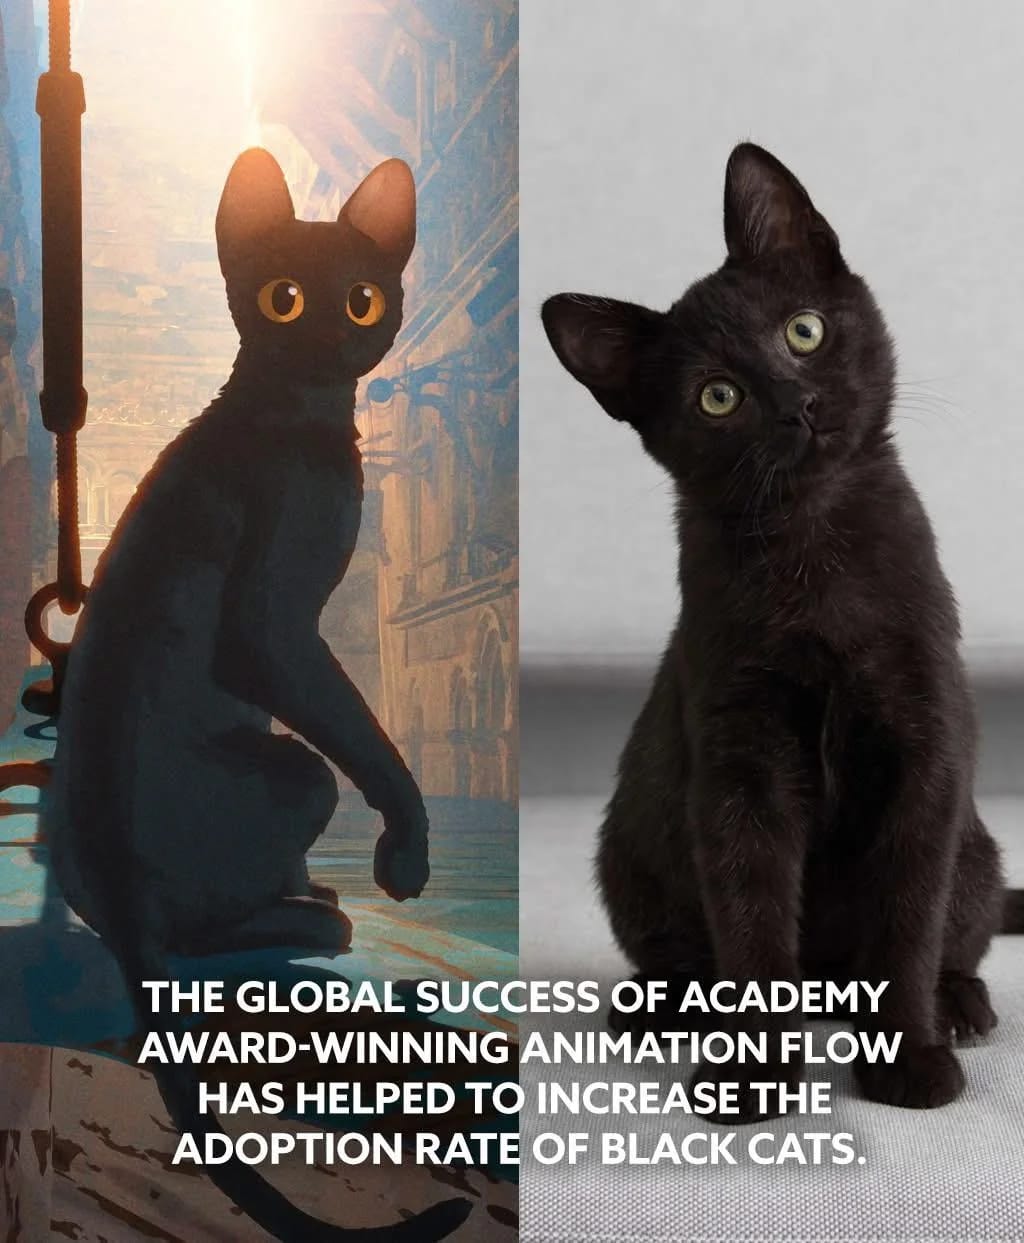 THE GLOBAL SUCCESS OF ACADEMY
AWARD-WINNING ANIMATION FLOW
HAS HELPED TO INCREASE THE
ADOPTION RATE OF BLACK CATS.